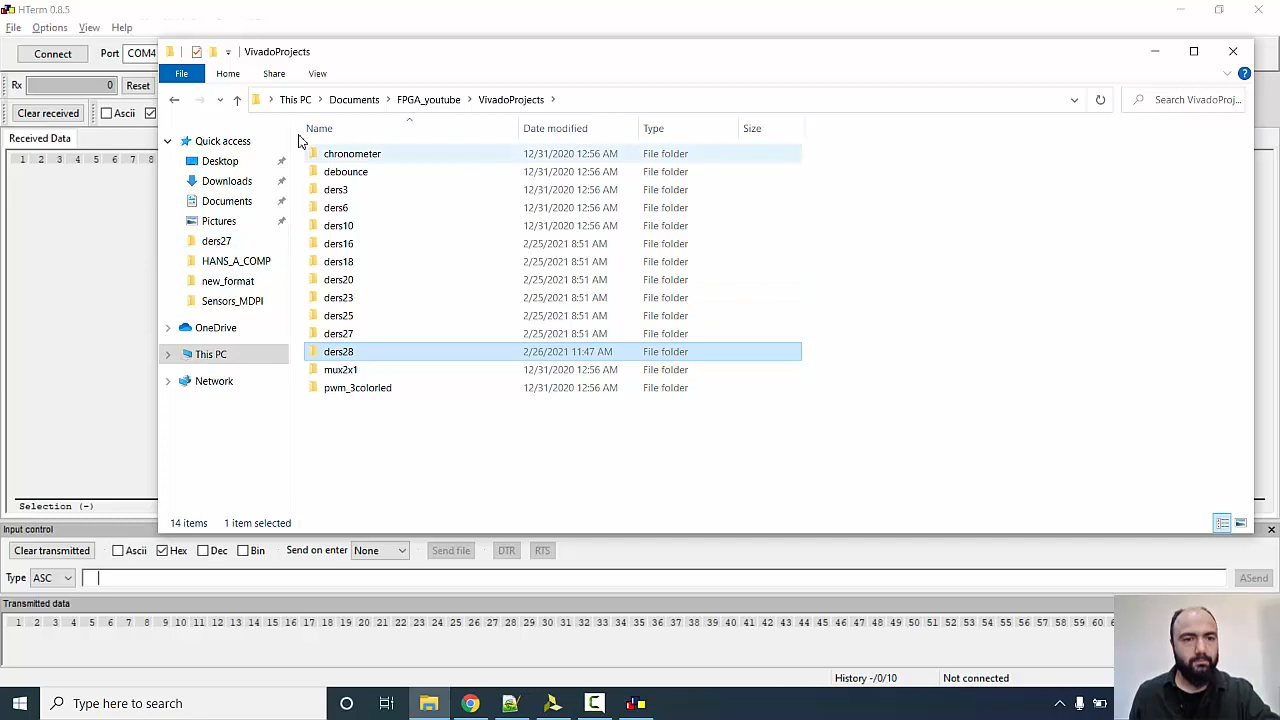 HTerm 0.8.5
File Options View Help
Connect Port COM4
Rx 0 Reset
Clear received Ascii
Received Data
1 2 3 4 5 6 7 8
Selection (-)
VivadoProjects
File Home Share View
This PC Documents FPGA_youtube VivadoProjects
Search VivadoProj...
Quick access
Desktop
Downloads
Documents
Pictures
ders27
HANS_A_COMP
new_format
Sensors_MDPI
OneDrive
This PC
Network
Name Date modified Type Size
chronometer 12/31/2020 12:56 AM File folder
debounce 12/31/2020 12:56 AM File folder
ders3 12/31/2020 12:56 AM File folder
ders6 12/31/2020 12:56 AM File folder
ders10 12/31/2020 12:56 AM File folder
ders16 2/25/2021 8:51 AM File folder
ders18 2/25/2021 8:51 AM File folder
ders20 2/25/2021 8:51 AM File folder
ders23 2/25/2021 8:51 AM File folder
ders25 2/25/2021 8:51 AM File folder
ders27 2/25/2021 8:51 AM File folder
ders28 2/26/2021 11:47 AM File folder
mux2x1 12/31/2020 12:56 AM File folder
pwm_3colorled 12/31/2020 12:56 AM File folder
14 items 1 item selected
Input control
Clear transmitted Ascii Hex Dec Bin Send on enter None Send file DTR RTS
Type ASC ASend
Transmitted data
1 2 3 4 5 6 7 8 9 10 11 12 13 14 15 16 17 18 19 20 21 22 23 24 25 26 27 28 29 30 31 32 33 34 35 36 37 38 39 40 41 42 43 44 45 46 47 48 49 50 51 52 53 54 55 56 57 58 59 60
History -/0/10 Not connected
Type here to search